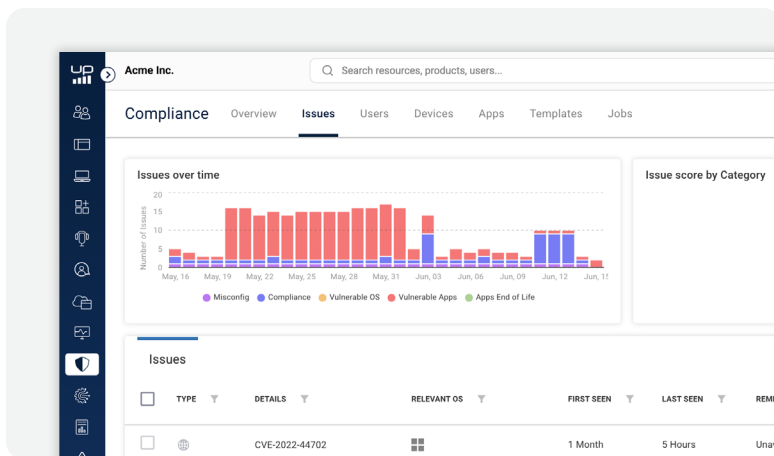 up
Acme Inc.
Search resources, products, users...
Compliance Overview Issues Users Devices Apps Templates Jobs
Issues over time
Issue score by Category
Number of Issues
20
15
10
5
0
May, 16 May, 19 May, 22 May, 25 May, 28 May, 31 Jun, 03 Jun, 06 Jun, 09 Jun, 12 Jun, 15
Misconfig Compliance Vulnerable OS Vulnerable Apps Apps End of Life
Issues
TYPE DETAILS RELEVANT OS FIRST SEEN LAST SEEN
CVE-2022-44702 1 Month 5 Hours